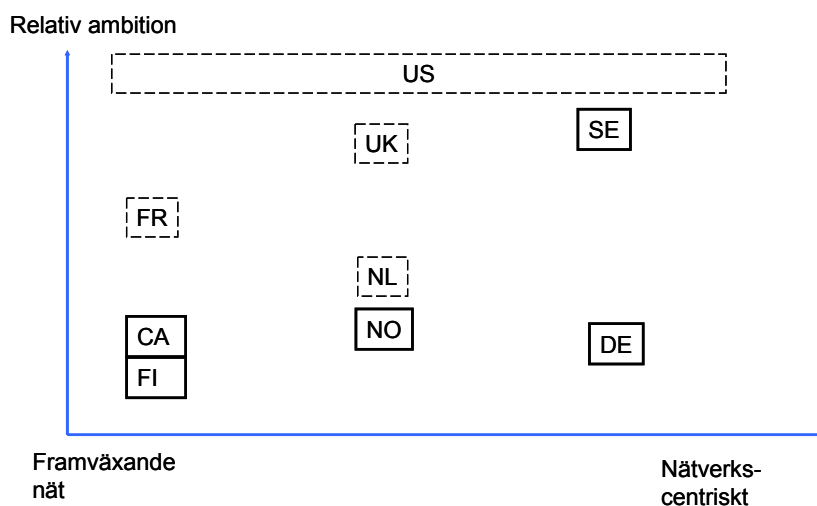 Relativ ambition
US
SE
UK
FR
NL
CA
NO
DE
FI
Framväxande
nät
Nätverks-
centriskt